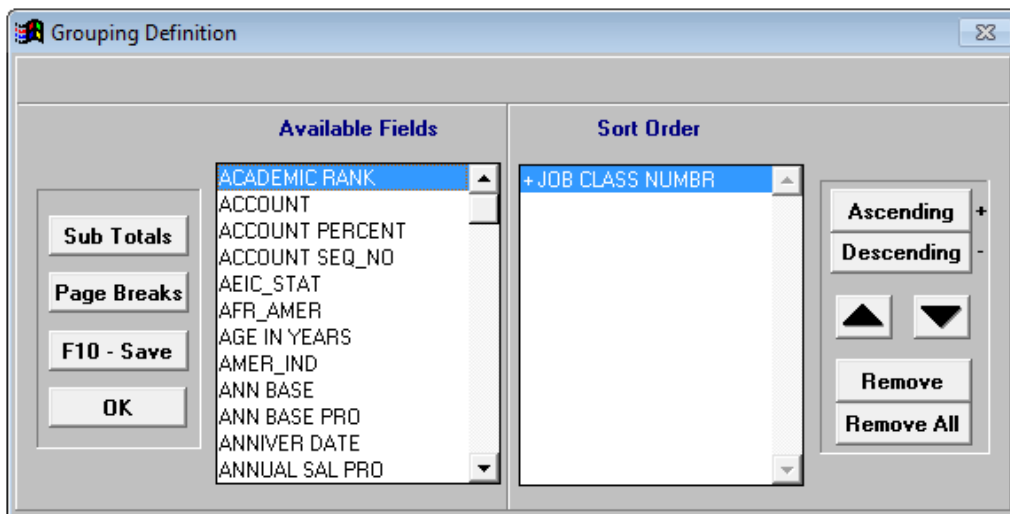 Grouping Definition
Available Fields
Sort Order
Sub Totals
Page Breaks
F10 - Save
OK
ACADEMIC RANK
ACCOUNT
ACCOUNT PERCENT
ACCOUNT SEQ_NO
AEIC_STAT
AFR_AMER
AGE IN YEARS
AMER_IND
ANN BASE
ANN BASE PRO
ANNIVER DATE
ANNUAL SAL PRO
+ JOB CLASS NUMBR
Ascending +
Descending -
Remove
Remove All